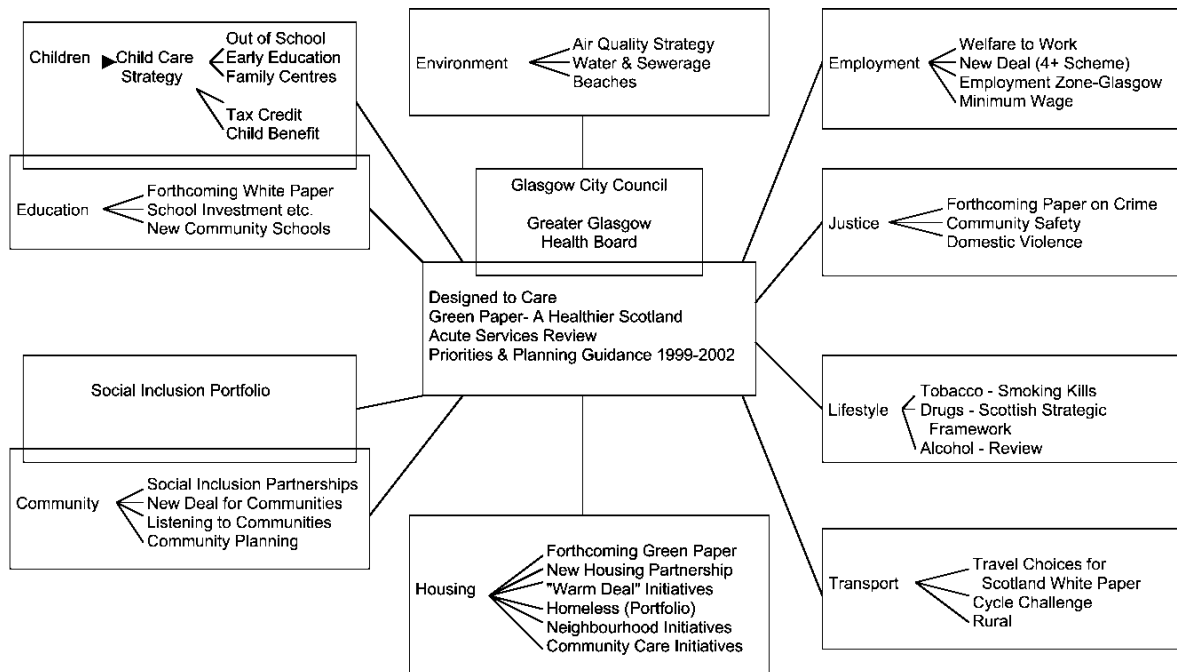 Children
Child Care
Strategy
Out of School
Early Education
Family Centres
Tax Credit
Child Benefit
Environment
Air Quality Strategy
Water & Sewerage
Beaches
Employment
Welfare to Work
New Deal (4+ Scheme)
Employment Zone-Glasgow
Minimum Wage
Education
Forthcoming White Paper
School Investment etc.
New Community Schools
Glasgow City Council
Greater Glasgow
Health Board
Justice
Forthcoming Paper on Crime
Community Safety
Domestic Violence
Designed to Care
Green Paper- A Healthier Scotland
Acute Services Review
Priorities & Planning Guidance 1999-2002
Social Inclusion Portfolio
Lifestyle
Tobacco - Smoking Kills
Drugs - Scottish Strategic
Framework
Alcohol - Review
Community
Social Inclusion Partnerships
New Deal for Communities
Listening to Communities
Community Planning
Housing
Forthcoming Green Paper
New Housing Partnership
"Warm Deal" Initiatives
Homeless (Portfolio)
Neighbourhood Initiatives
Community Care Initiatives
Transport
Travel Choices for
Scotland White Paper
Cycle Challenge
Rural